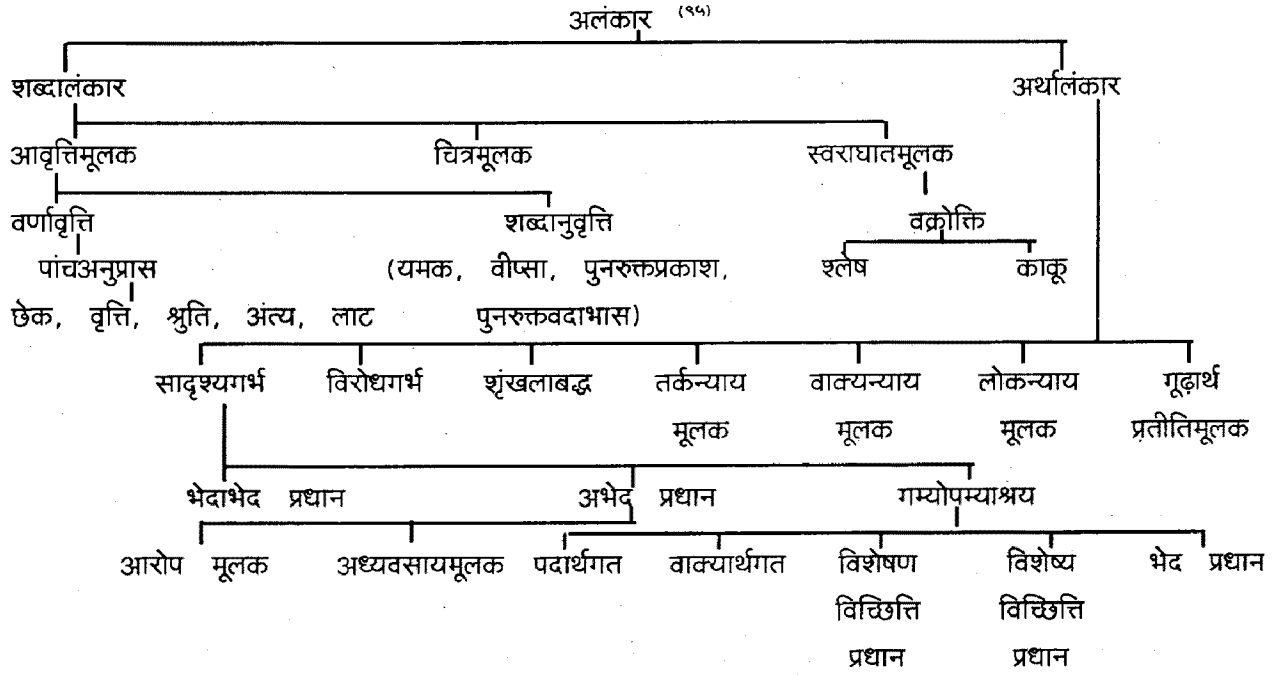 अलंकार (९५)
शब्दालंकार अर्थालंकार
आवृत्तिमूलक चित्रमूलक स्वराघातमूलक
वर्णावृत्ति शब्दानुवृत्ति वक्रोक्ति
पांचअनुप्रास (यमक, वीप्सा, पुनरुक्तप्रकाश, श्लेष काकू
छेक, वृत्ति, श्रुति, अंत्य, लाट पुनरुक्तवदाभास)
सादृश्यगर्भ विरोधगर्भ शृंखलाबद्ध तर्कन्याय वाक्यन्याय लोकन्याय गूढ़ार्थ
मूलक मूलक मूलक प्रतीतिमूलक
भेदाभेद प्रधान अभेद प्रधान गम्योपम्याश्रय
आरोप मूलक अध्यवसायमूलक पदार्थगत वाक्यार्थगत विशेषण विशेष्य भेद प्रधान
विच्छित्ति विच्छित्ति
प्रधान प्रधान